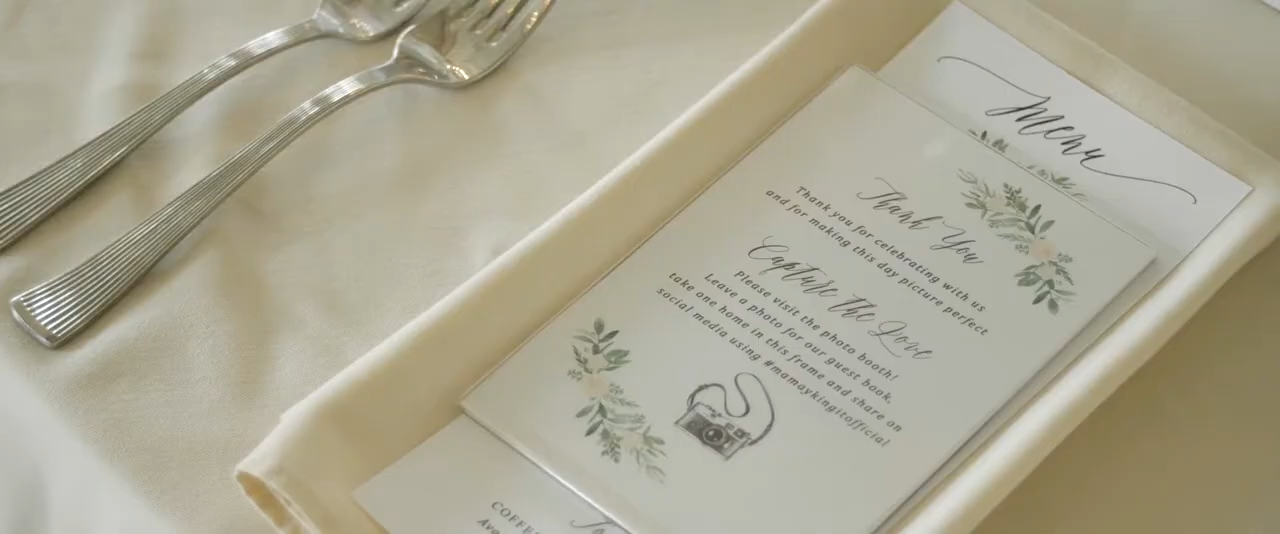 Menu
Thank You
Thank you for celebrating with us
and for making this day picture perfect
Capture the Love
Please visit the photo booth!
Leave a photo for our guest book,
take one home in this frame and share on
social media using #mamaykingitofficial